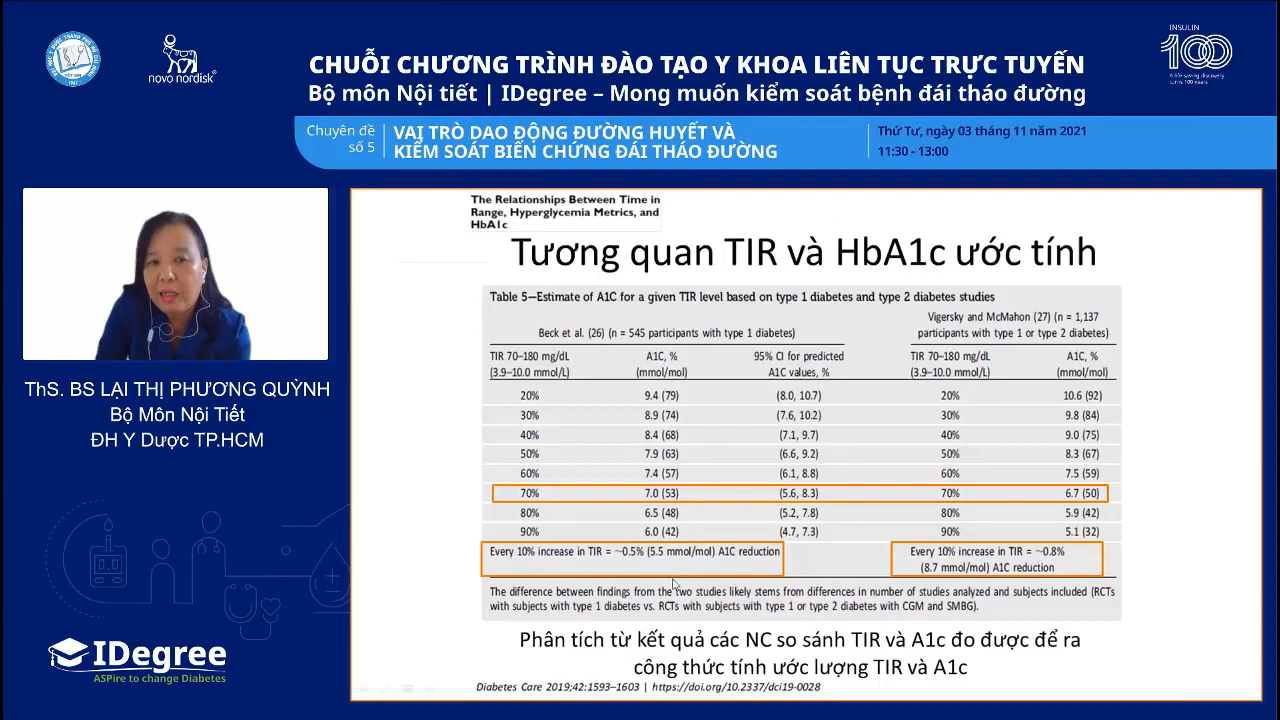 novo nordisk
CHUỖI CHƯƠNG TRÌNH ĐÀO TẠO Y KHOA LIÊN TỤC TRỰC TUYẾN
Bộ môn Nội tiết | IDegree – Mong muốn kiểm soát bệnh đái tháo đường
INSULIN
100
A life-saving discovery
turns 100 years
Chuyên đề
số 5
VAI TRÒ DAO ĐỘNG ĐƯỜNG HUYẾT VÀ
KIỂM SOÁT BIẾN CHỨNG ĐÁI THÁO ĐƯỜNG
Thứ Tư, ngày 03 tháng 11 năm 2021
11:30 - 13:00
ThS. BS LẠI THỊ PHƯƠNG QUỲNH
Bộ Môn Nội Tiết
ĐH Y Dược TP.HCM
IDegree
ASPire to change Diabetes
The Relationships Between Time in
Range, Hyperglycemia Metrics, and
HbA1c
Tương quan TIR và HbA1c ước tính
Table 5—Estimate of A1C for a given TIR level based on type 1 diabetes and type 2 diabetes studies
Beck et al. (26) (n = 545 participants with type 1 diabetes)
Vigersky and McMahon (27) (n = 1,137
participants with type 1 or type 2 diabetes)
TIR 70–180 mg/dL A1C, % 95% CI for predicted TIR 70–180 mg/dL A1C, %
(3.9–10.0 mmol/L) (mmol/mol) A1C values, % (3.9–10.0 mmol/L) (mmol/mol)
20% 9.4 (79) (8.0, 10.7) 20% 10.6 (92)
30% 8.9 (74) (7.6, 10.2) 30% 9.8 (84)
40% 8.4 (68) (7.1, 9.7) 40% 9.0 (75)
50% 7.9 (63) (6.6, 9.2) 50% 8.3 (67)
60% 7.4 (57) (6.1, 8.8) 60% 7.5 (59)
70% 7.0 (53) (5.6, 8.3) 70% 6.7 (50)
80% 6.5 (48) (5.2, 7.8) 80% 5.9 (42)
90% 6.0 (42) (4.7, 7.3) 90% 5.1 (32)
Every 10% increase in TIR = ~0.5% (5.5 mmol/mol) A1C reduction
Every 10% increase in TIR = ~0.8%
(8.7 mmol/mol) A1C reduction
The difference between findings from the two studies likely stems from differences in number of studies analyzed and subjects included (RCTs
with subjects with type 1 diabetes vs. RCTs with subjects with type 1 or type 2 diabetes with CGM and SMBG).
Phân tích từ kết quả các NC so sánh TIR và A1c đo được để ra
công thức tính ước lượng TIR và A1c
Diabetes Care 2019;42:1593–1603 | https://doi.org/10.2337/dci19-0028